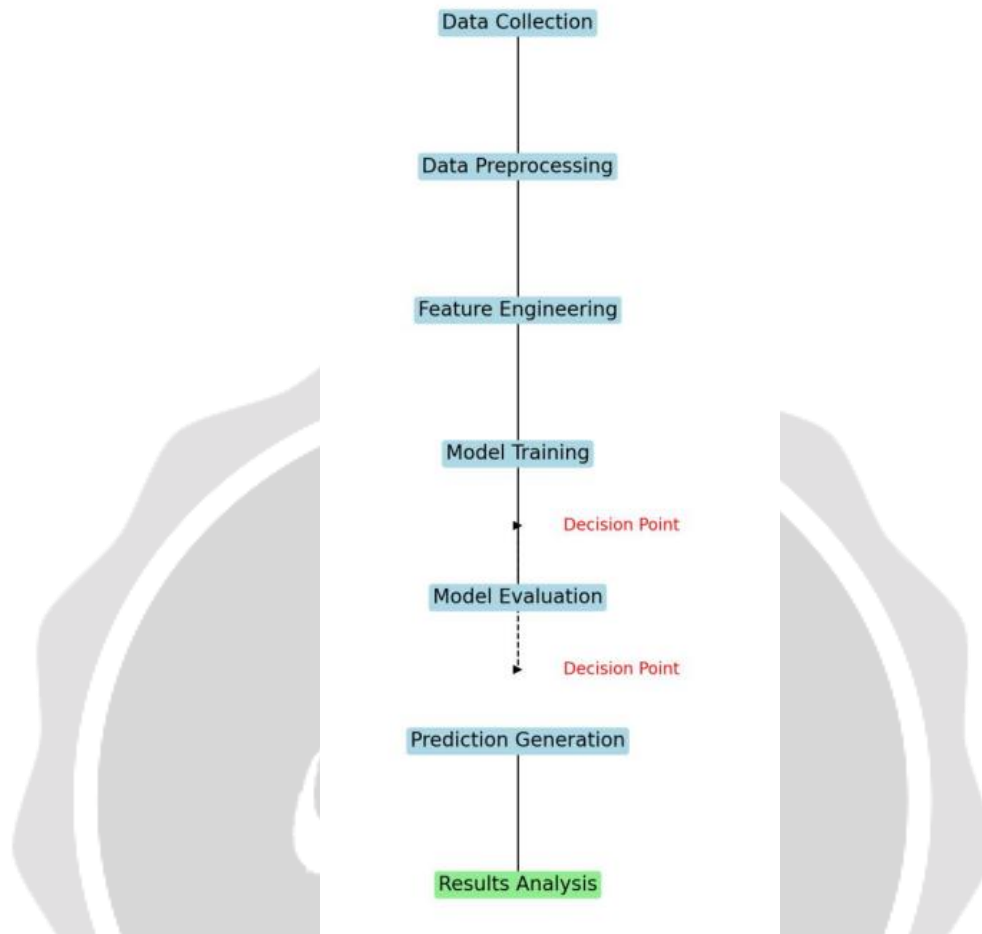 Data Collection
Data Preprocessing
Feature Engineering
Model Training
Decision Point
Model Evaluation
Decision Point
Prediction Generation
Results Analysis